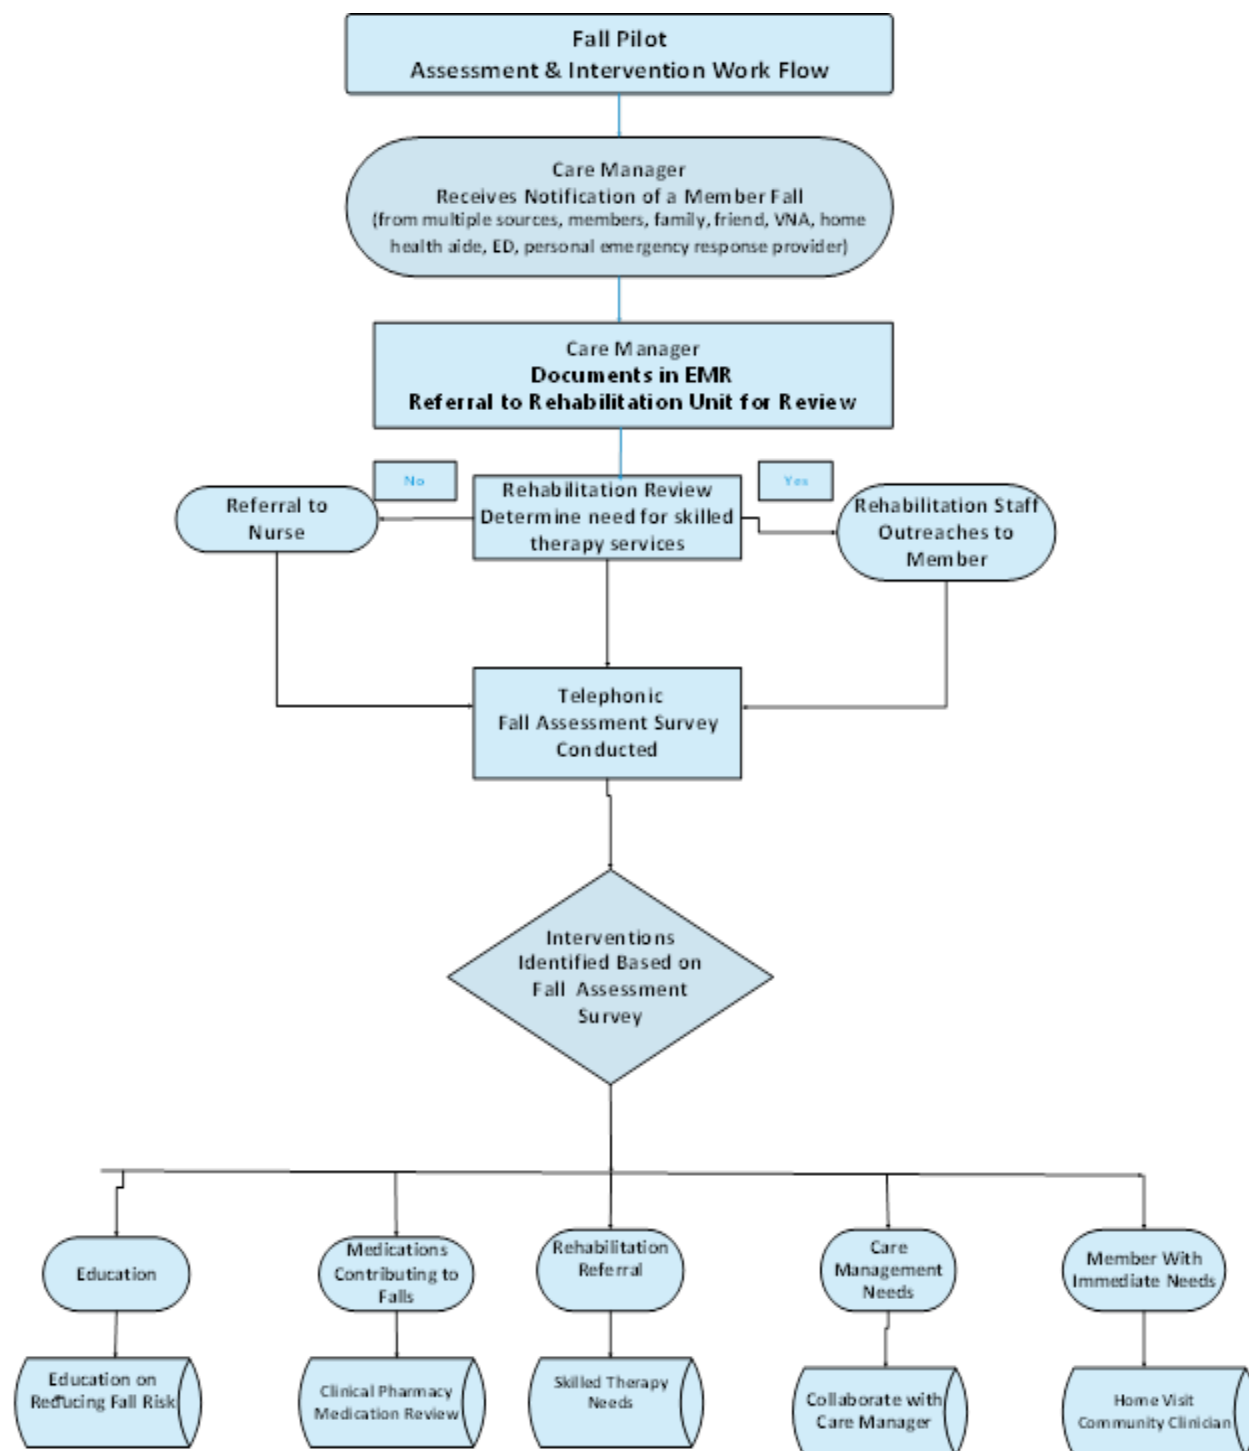 Fall Pilot
Assessment & Intervention Work Flow
Care Manager
Receives Notification of a Member Fall
(from multiple sources, members, family, friend, VNA, home
health aide, ED, personal emergency response provider)
Care Manager
Documents in EMR
Referral to Rehabilitation Unit for Review
No
Yes
Referral to
Nurse
Rehabilitation Review
Determine need for skilled
therapy services
Rehabilitation Staff
Outreaches to
Member
Telephonic
Fall Assessment Survey
Conducted
Interventions
Identified Based on
Fall Assessment
Survey
Education
Medications
Contributing to
Falls
Rehabilitation
Referral
Care
Management
Needs
Member With
Immediate Needs
Education on
Reducing Fall Risk
Clinical Pharmacy
Medication Review
Skilled Therapy
Needs
Collaborate with
Care Manager
Home Visit
Community Clinician